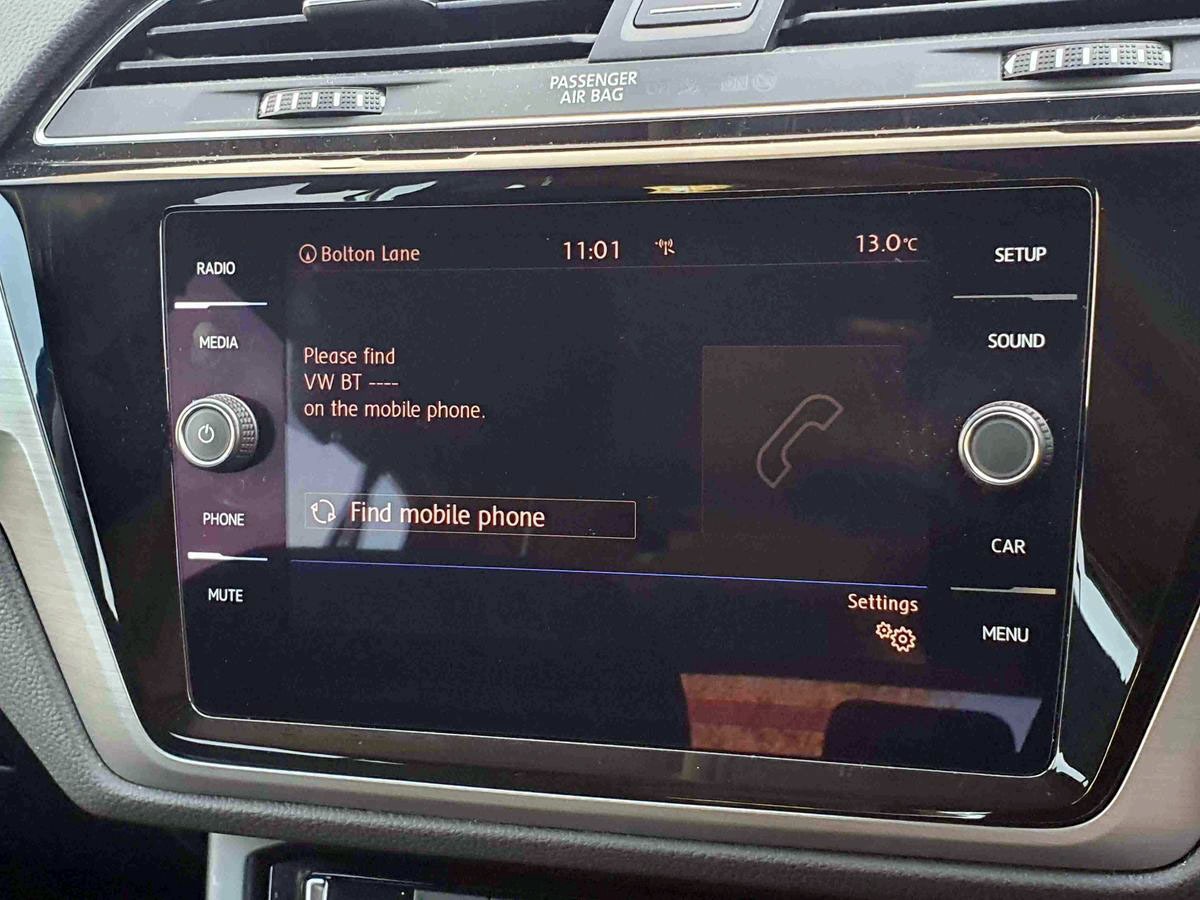 PASSENGER
AIR BAG
RADIO
MEDIA
PHONE
MUTE
Bolton Lane 11:01 13.0°C
Please find
VW BT ----
on the mobile phone.
Find mobile phone
Settings
SETUP
SOUND
CAR
MENU